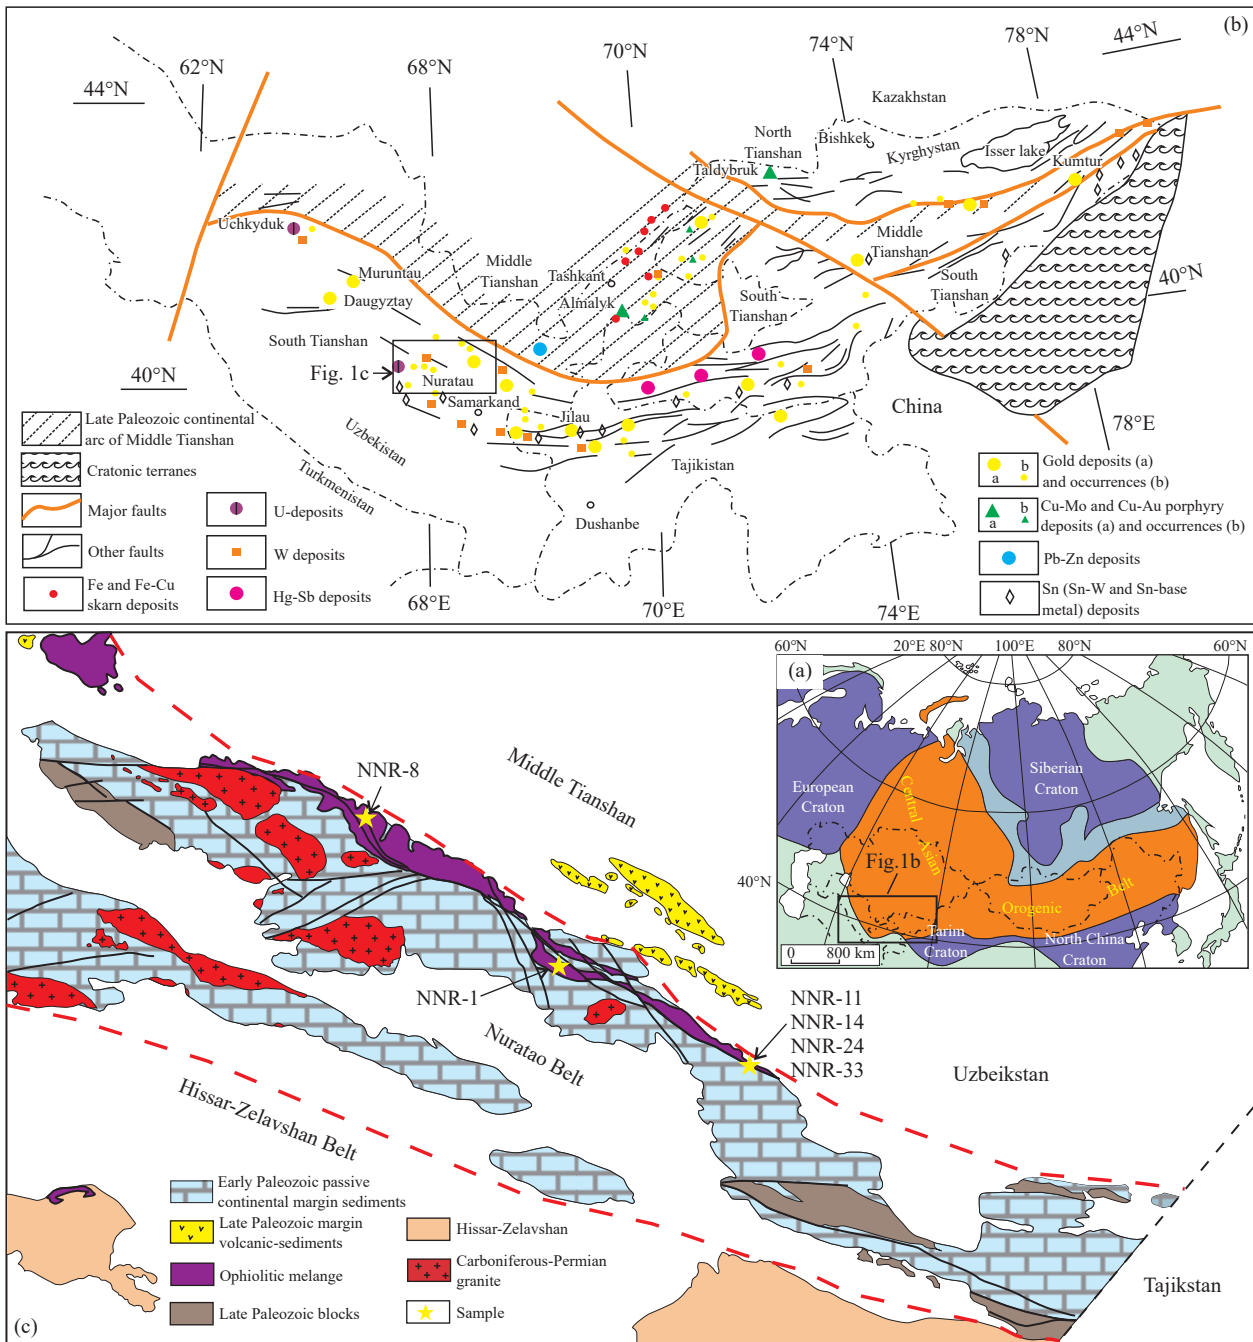 (b)
62°N
68°N
70°N
74°N
78°N
44°N
44°N
Kazakhstan
North
Tianshan
Bishkek
Kyrghystan
Isser lake
Kumtur
Taldybruk
Uchkyduk
Muruntau
Daugyztay
Middle
Tianshan
Tashkant
Almalyk
Middle
Tianshan
South
Tianshan
South
Tianshan
40°N
South Tianshan
40°N
Fig. 1c
Nuratau
Samarkand
Jilau
China
Uzbekistan
Turkmenistan
Tajikistan
Dushanbe
78°E
68°E
70°E
74°E
Late Paleozoic continental
arc of Middle Tianshan
Cratonic terranes
Major faults
Other faults
Fe and Fe-Cu
skarn deposits
U-deposits
W deposits
Hg-Sb deposits
a
b
Gold deposits (a)
and occurrences (b)
a
b
Cu-Mo and Cu-Au porphyry
deposits (a) and occurrences (b)
Pb-Zn deposits
Sn (Sn-W and Sn-base
metal) deposits
60°N
20°E
80°N
100°E
80°N
60°N
(a)
European
Craton
Siberian
Craton
Central
Asian
Orogenic
Belt
Fig.1b
40°N
Tarim
Craton
North China
Craton
0
800 km
NNR-8
Middle Tianshan
NNR-1
Nuratao Belt
NNR-11
NNR-14
NNR-24
NNR-33
Uzbeikstan
Hissar-Zelavshan Belt
Tajikstan
Early Paleozoic passive
continental margin sediments
Late Paleozoic margin
volcanic-sediments
Ophiolitic melange
Late Paleozoic blocks
Hissar-Zelavshan
Carboniferous-Permian
granite
Sample
(c)